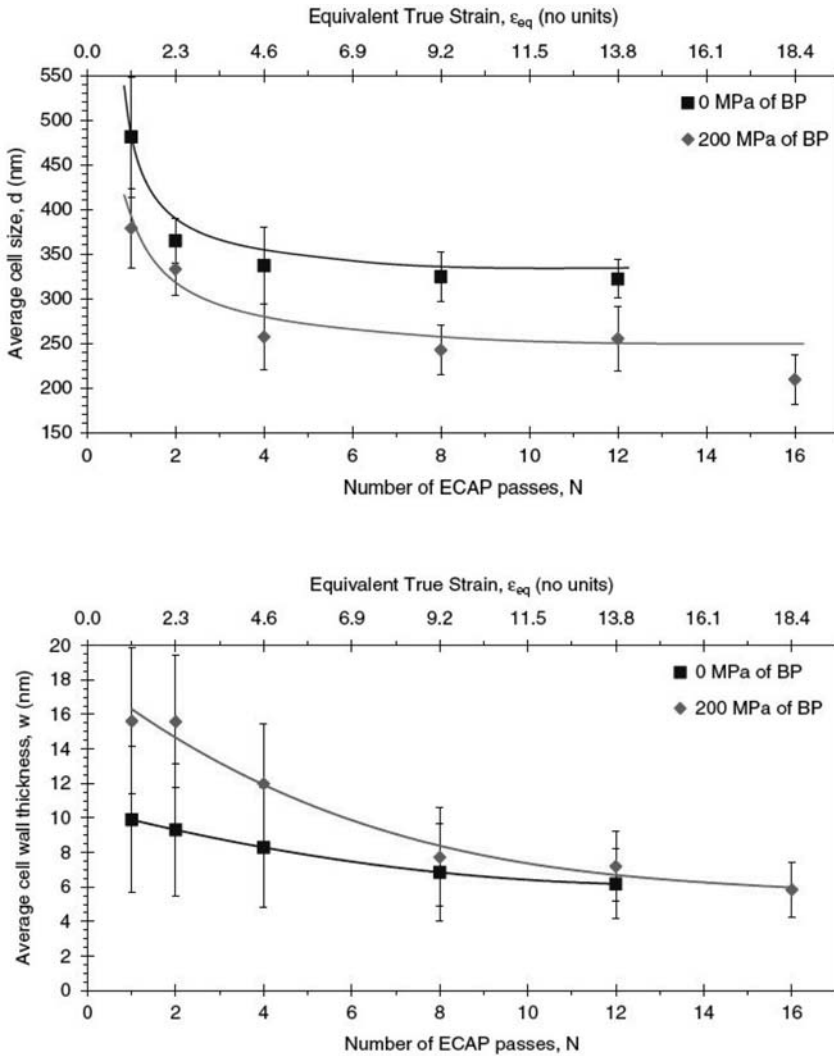 Equivalent True Strain, εeq (no units)
0.0 2.3 4.6 6.9 9.2 11.5 13.8 16.1 18.4
550
500
450
400
350
300
250
200
150
Average cell size, d (nm)
0 MPa of BP
200 MPa of BP
0 2 4 6 8 10 12 14 16
Number of ECAP passes, N
Equivalent True Strain, εeq (no units)
0.0 2.3 4.6 6.9 9.2 11.5 13.8 16.1 18.4
20
18
16
14
12
10
8
6
4
2
0
Average cell wall thickness, w (nm)
0 MPa of BP
200 MPa of BP
0 2 4 6 8 10 12 14 16
Number of ECAP passes, N